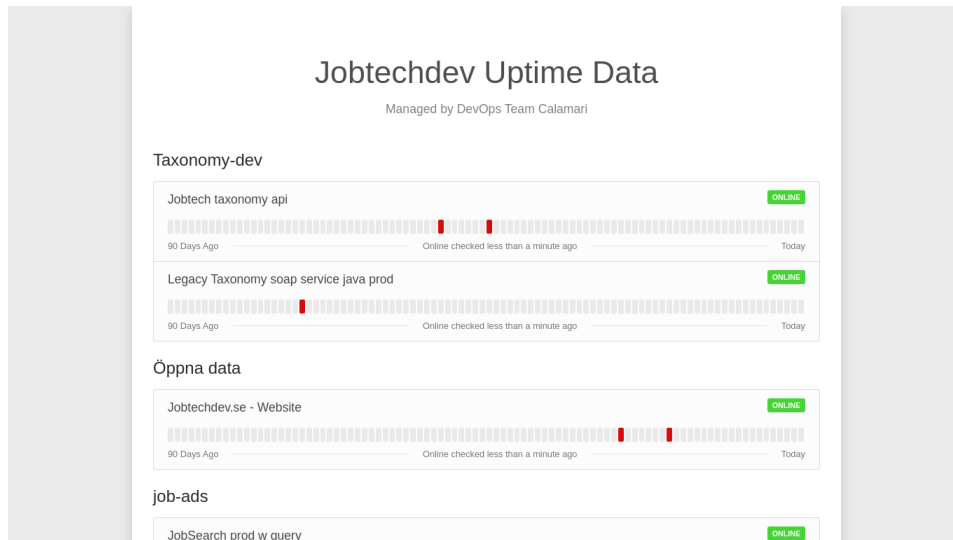 Jobtechdev Uptime Data
Managed by DevOps Team Calamari
Taxonomy-dev
Jobtech taxonomy api
ONLINE
90 Days Ago
Online checked less than a minute ago
Today
Legacy Taxonomy soap service java prod
ONLINE
90 Days Ago
Online checked less than a minute ago
Today
Öppna data
Jobtechdev.se - Website
ONLINE
90 Days Ago
Online checked less than a minute ago
Today
job-ads
JobSearch prod w query
ONLINE